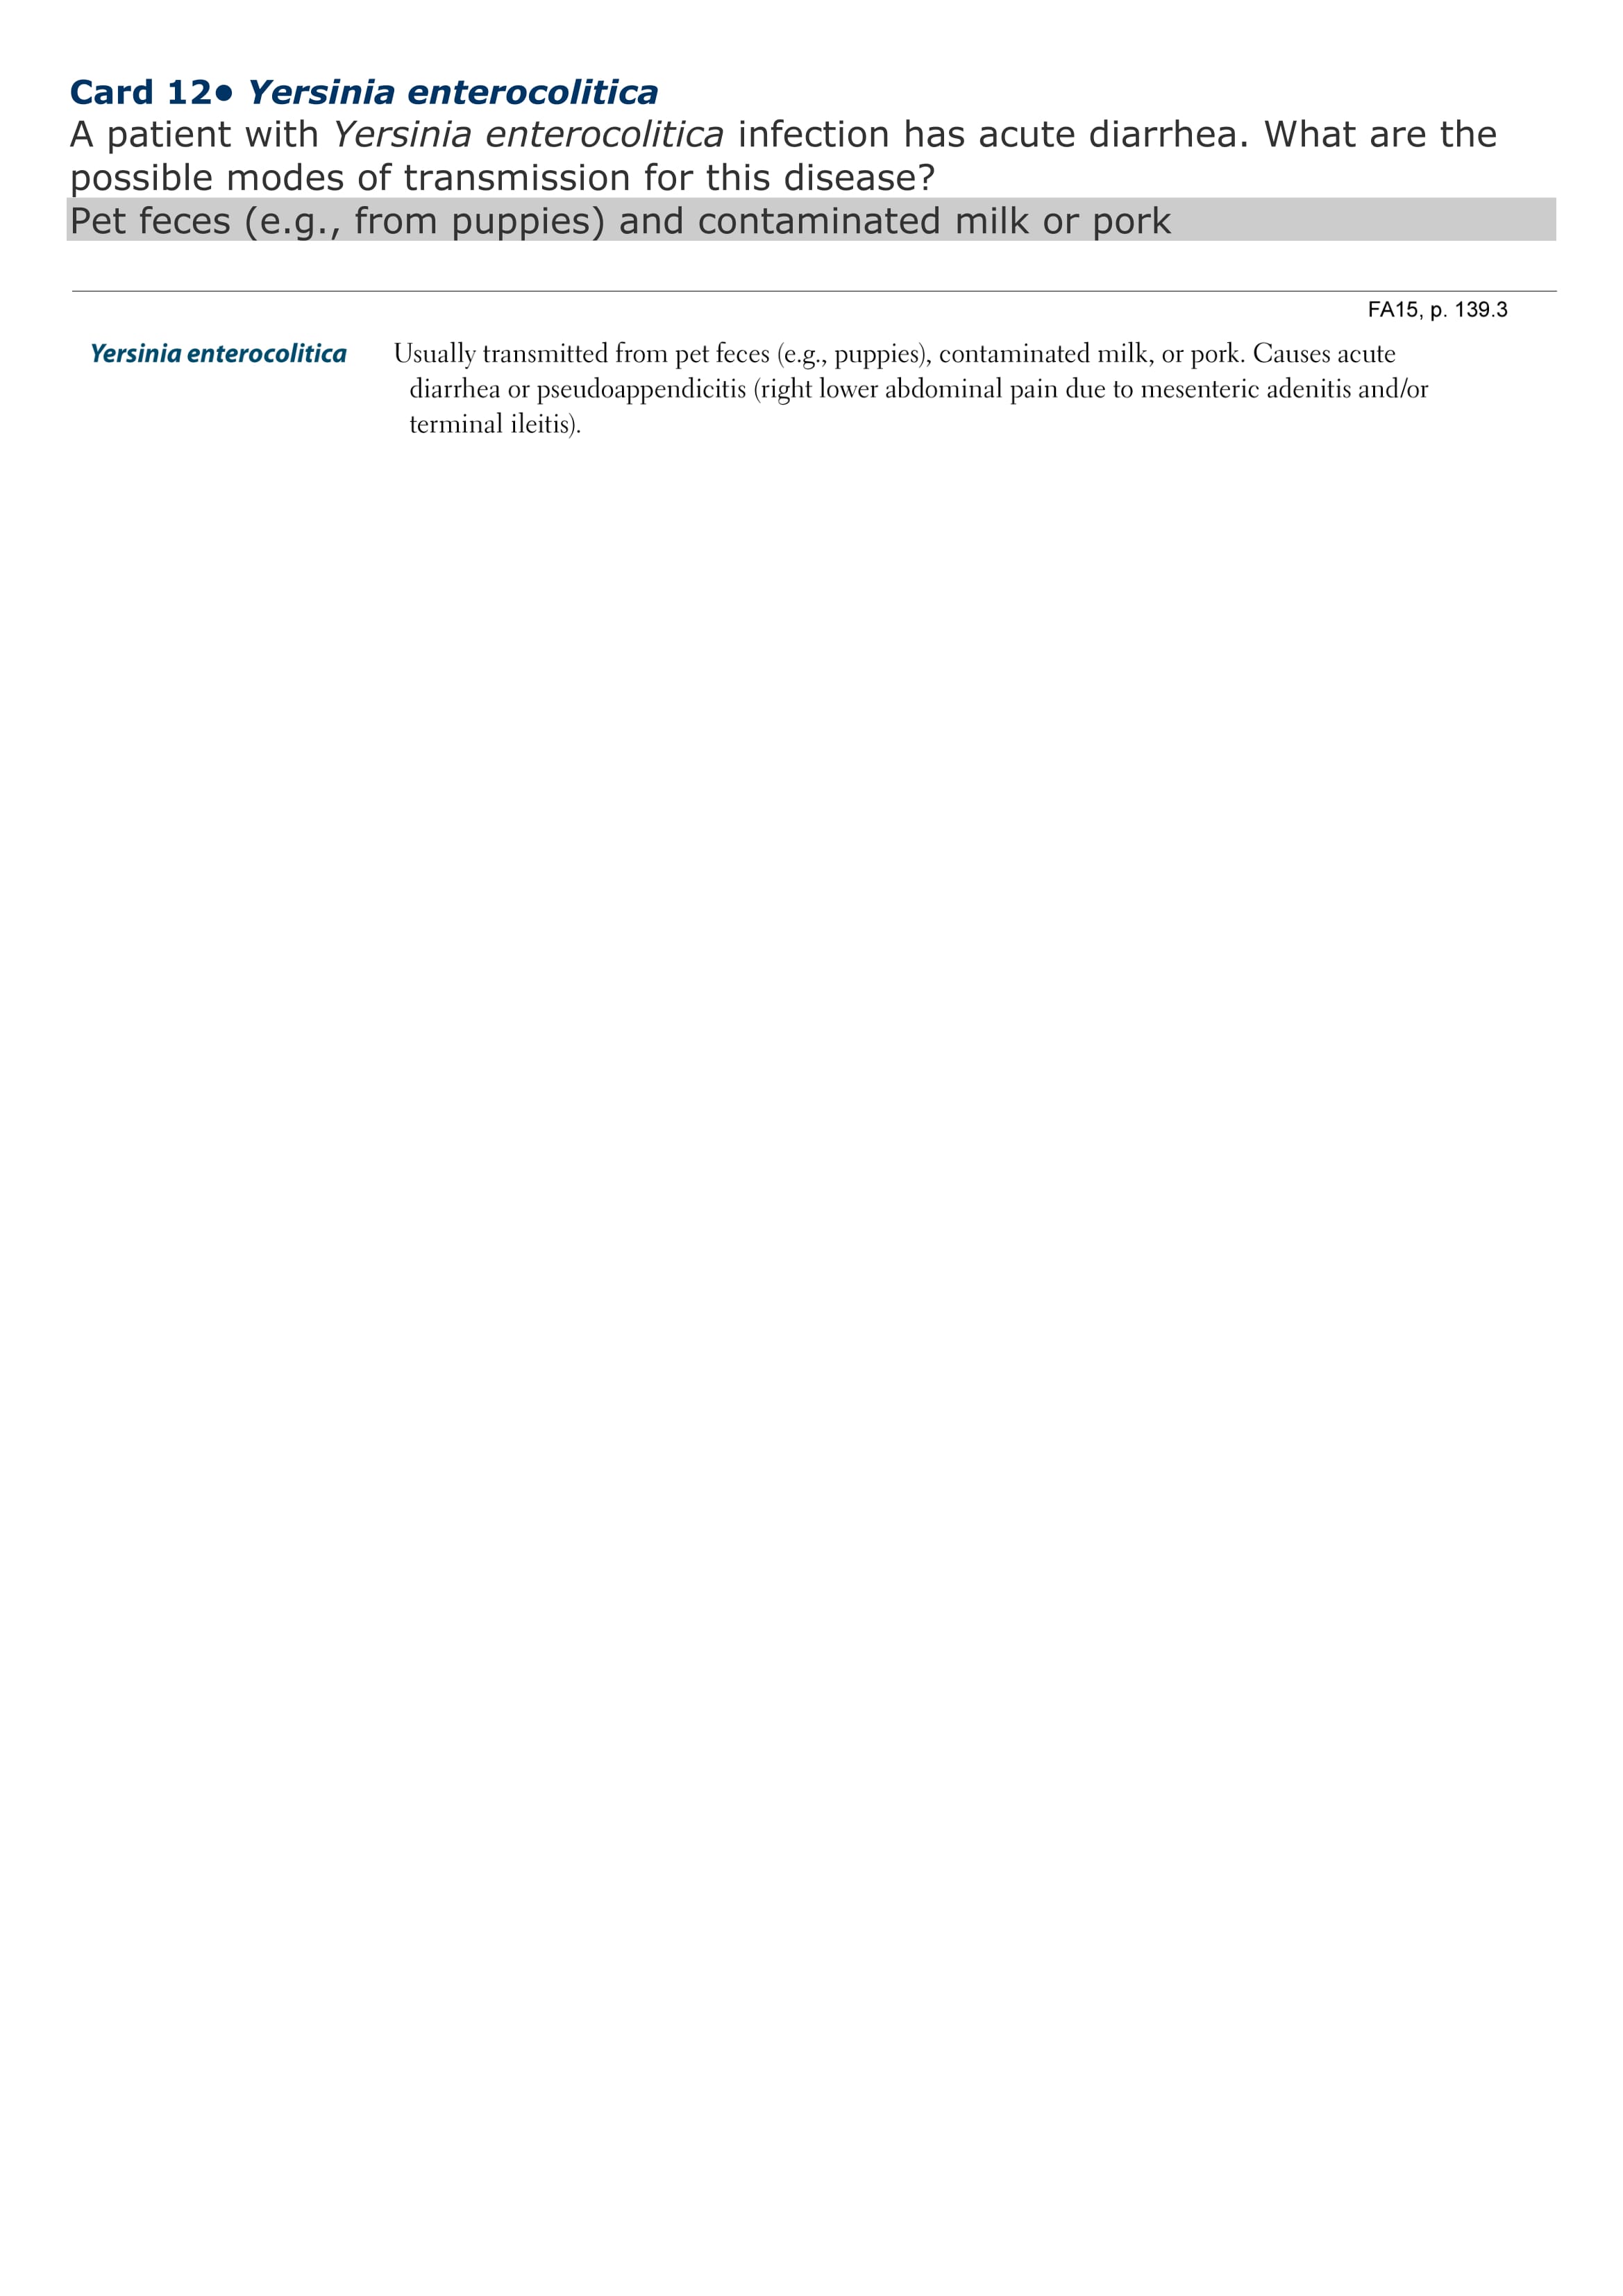 Card 12• Yersinia enterocolitica
A patient with Yersinia enterocolitica infection has acute diarrhea. What are the
possible modes of transmission for this disease?
Pet feces (e.g., from puppies) and contaminated milk or pork
FA15, p. 139.3
Yersinia enterocolitica Usually transmitted from pet feces (e.g., puppies), contaminated milk, or pork. Causes acute
diarrhea or pseudoappendicitis (right lower abdominal pain due to mesenteric adenitis and/or
terminal ileitis).